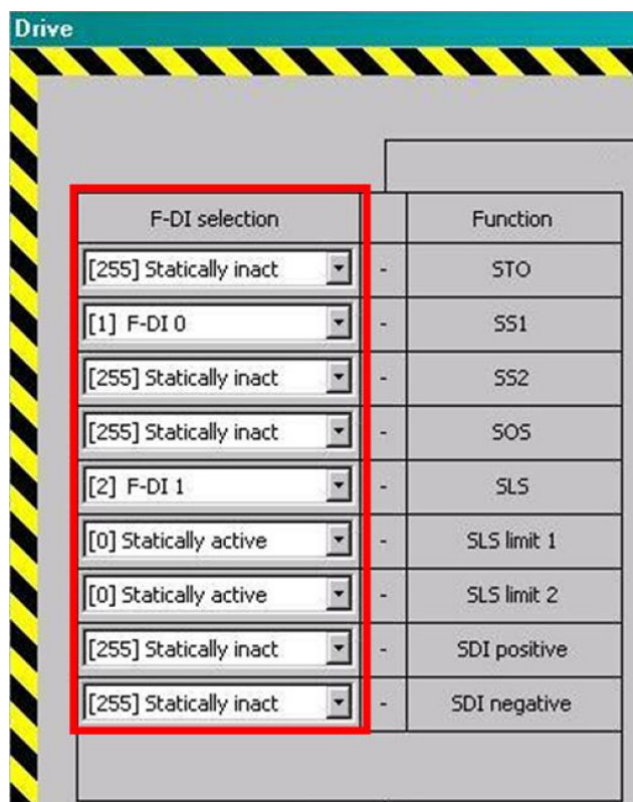 Drive
F-DI selection Function
[255] Statically inact - STO
[1] F-DI 0 - SS1
[255] Statically inact - SS2
[255] Statically inact - SOS
[2] F-DI 1 - SLS
[0] Statically active - SLS limit 1
[0] Statically active - SLS limit 2
[255] Statically inact - SDI positive
[255] Statically inact - SDI negative